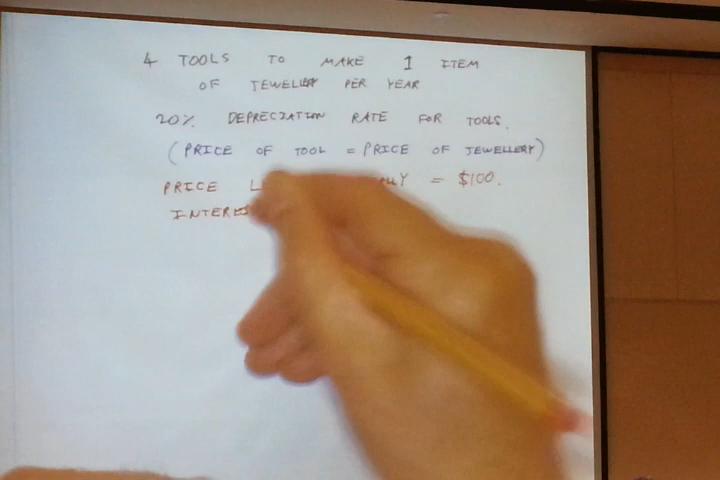 4 TOOLS TO MAKE 1 ITEM
OF JEWELLRY PER YEAR
20% DEPRECIATION RATE FOR TOOLS.
(PRICE OF TOOL = PRICE OF JEWELLERY)
PRICE = $100.